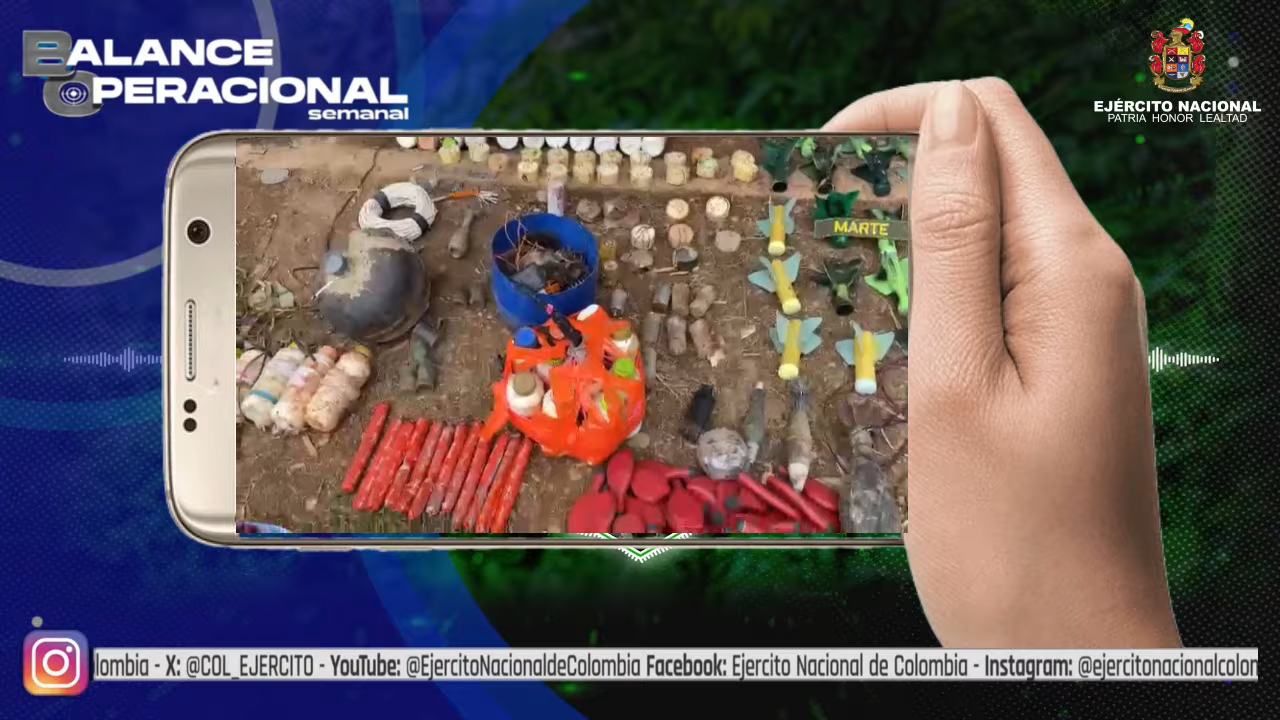 BALANCE
OPERACIONAL
semanal
EJÉRCITO NACIONAL
PATRIA HONOR LEALTAD
MARTE
lombia - X: @COL_EJERCITO - YouTube: @EjercitoNacionaldeColombia Facebook: Ejercito Nacional de Colombia - Instagram: @ejercitonacionalcolom